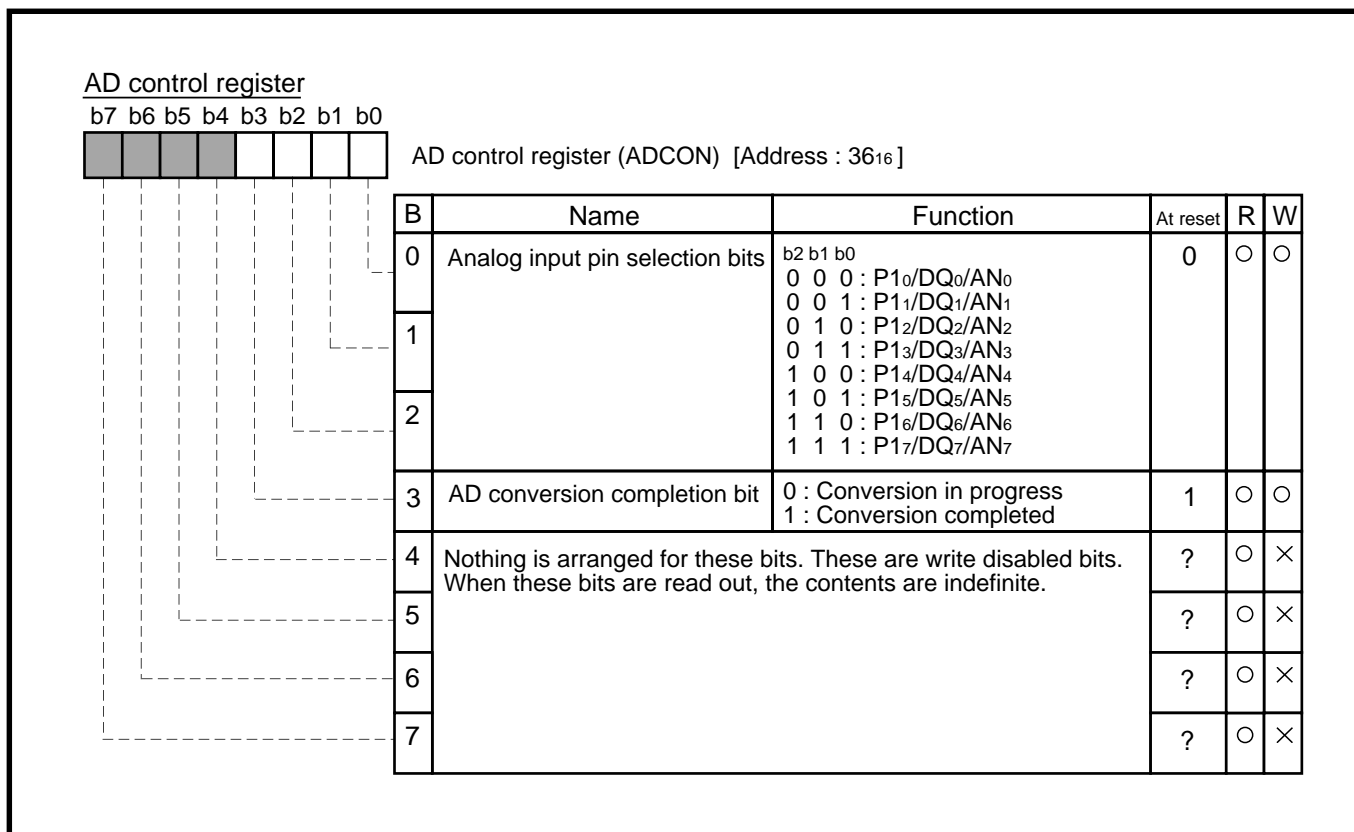 AD control register
b7 b6 b5 b4 b3 b2 b1 b0
AD control register (ADCON) [Address : 36₁₆]
B Name Function At reset R W
0 Analog input pin selection bits b2 b1 b0 0 ○ ○
0 0 0 : P1₀/DQ₀/AN₀
0 0 1 : P1₁/DQ₁/AN₁
1 0 1 0 : P1₂/DQ₂/AN₂
0 1 1 : P1₃/DQ₃/AN₃
1 0 0 : P1₄/DQ₄/AN₄
2 1 0 1 : P1₅/DQ₅/AN₅
1 1 0 : P1₆/DQ₆/AN₆
1 1 1 : P1₇/DQ₇/AN₇
3 AD conversion completion bit 0 : Conversion in progress 1 ○ ○
1 : Conversion completed
4 Nothing is arranged for these bits. These are write disabled bits. ? ○ ×
When these bits are read out, the contents are indefinite.
5 ? ○ ×
6 ? ○ ×
7 ? ○ ×